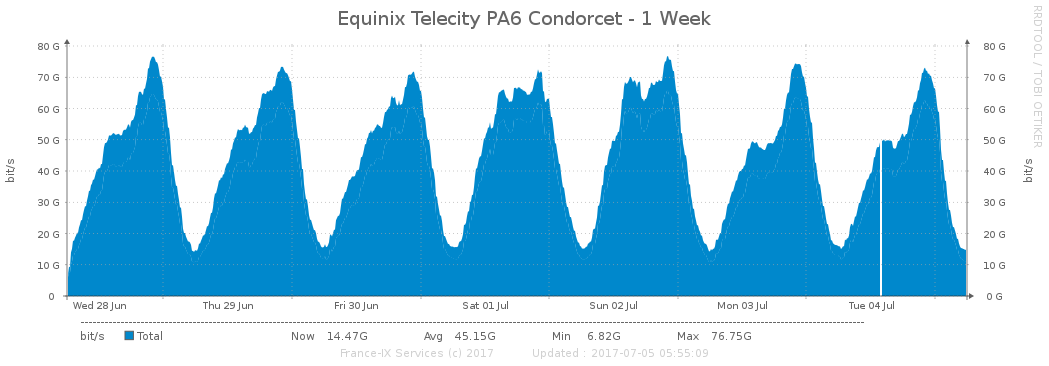 Equinix Telecity PA6 Condorcet - 1 Week
RRDTOOL / TOBI OETIKER
80 G 80 G
70 G 70 G
60 G 60 G
50 G 50 G
40 G 40 G
30 G 30 G
20 G 20 G
10 G 10 G
0 0 G
bit/s bit/s
Wed 28 Jun Thu 29 Jun Fri 30 Jun Sat 01 Jul Sun 02 Jul Mon 03 Jul Tue 04 Jul
bit/s Total Now 14.47G Avg 45.15G Min 6.82G Max 76.75G
France-IX Services (c) 2017 Updated : 2017-07-05 05:55:09